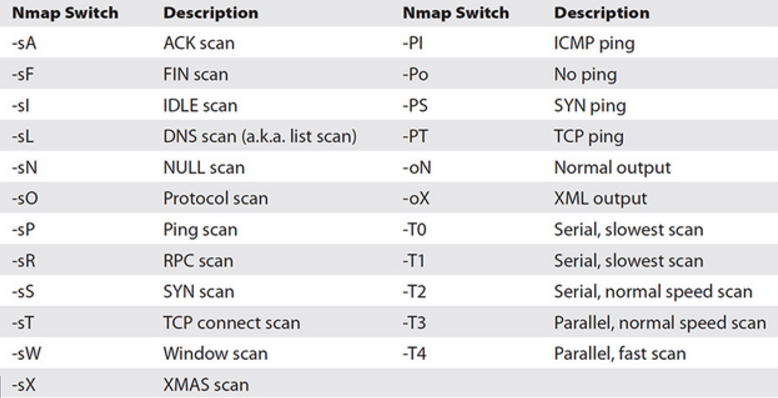 Nmap Switch Description Nmap Switch Description
-sA ACK scan -PI ICMP ping
-sF FIN scan -Po No ping
-sI IDLE scan -PS SYN ping
-sL DNS scan (a.k.a. list scan) -PT TCP ping
-sN NULL scan -oN Normal output
-sO Protocol scan -oX XML output
-sP Ping scan -T0 Serial, slowest scan
-sR RPC scan -T1 Serial, slowest scan
-sS SYN scan -T2 Serial, normal speed scan
-sT TCP connect scan -T3 Parallel, normal speed scan
-sW Window scan -T4 Parallel, fast scan
-sX XMAS scan